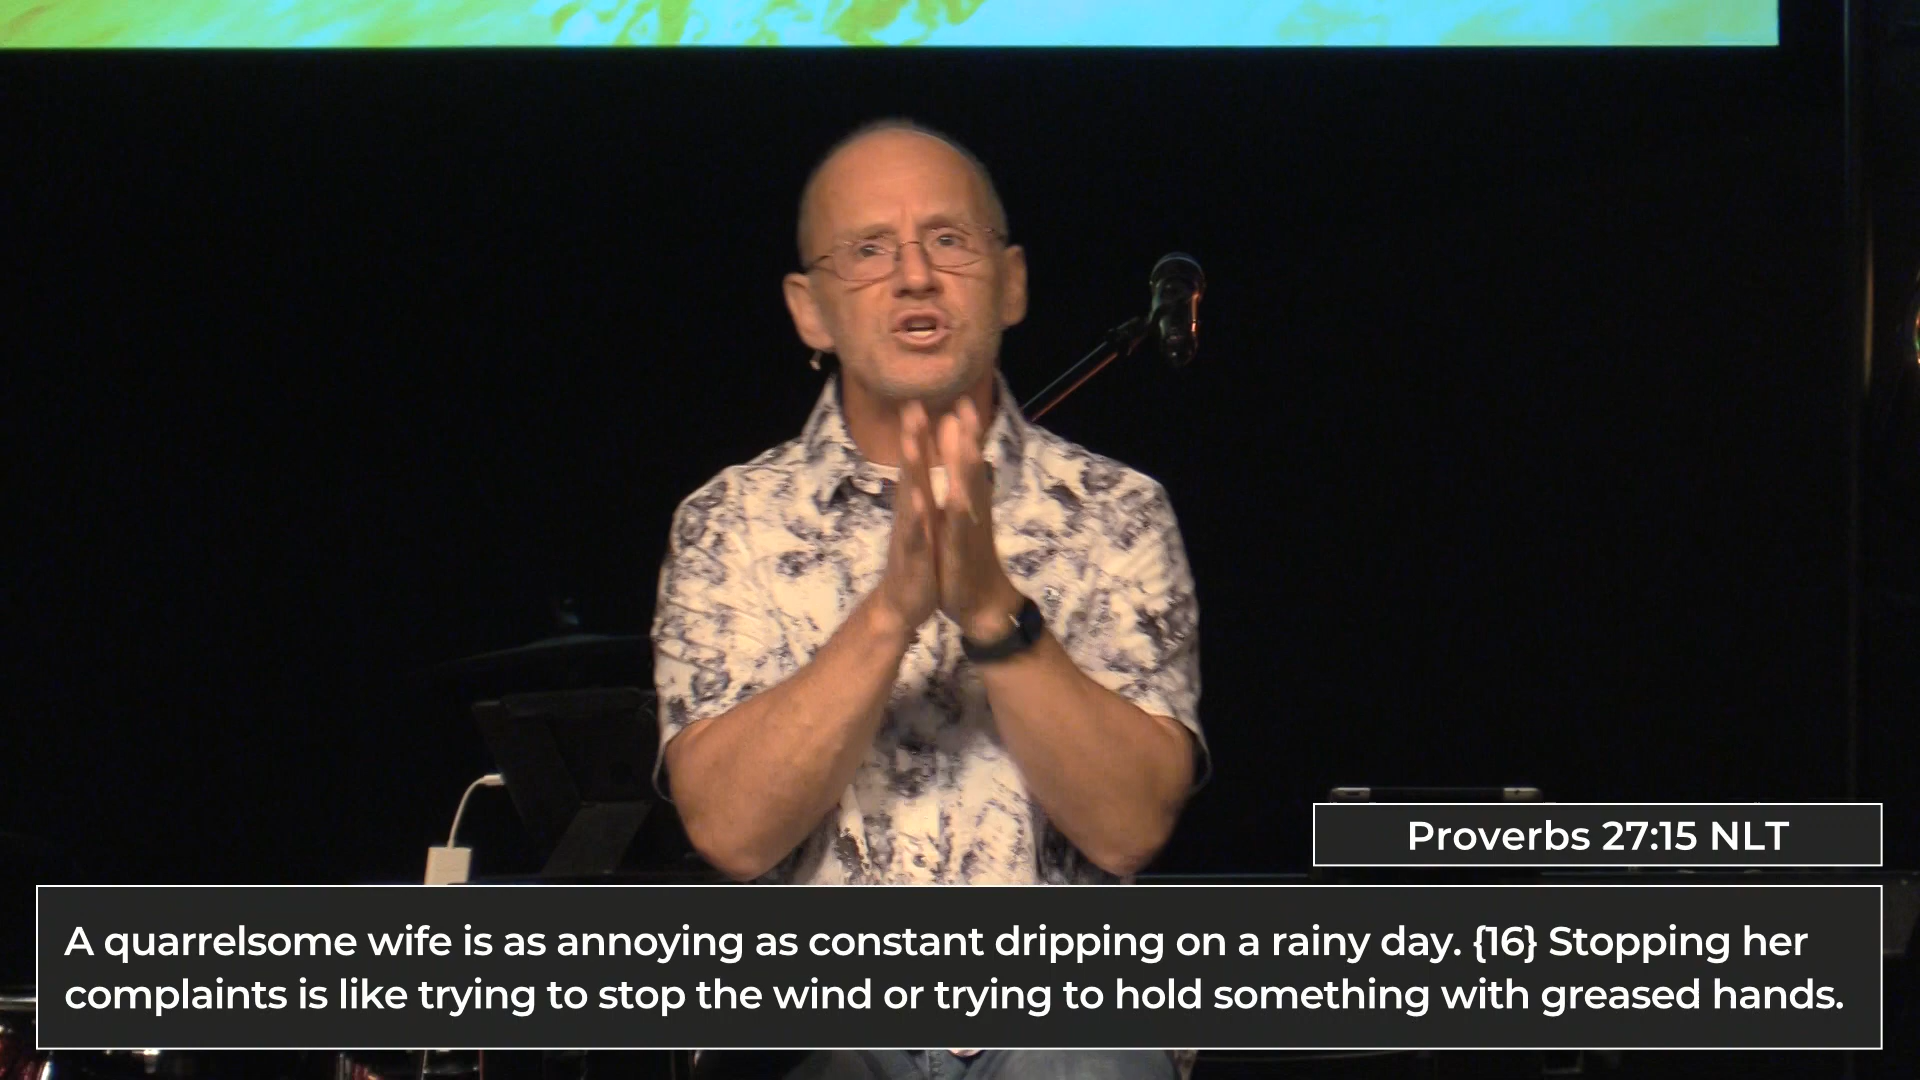 Proverbs 27:15 NLT
A quarrelsome wife is as annoying as constant dripping on a rainy day. {16} Stopping her
complaints is like trying to stop the wind or trying to hold something with greased hands.